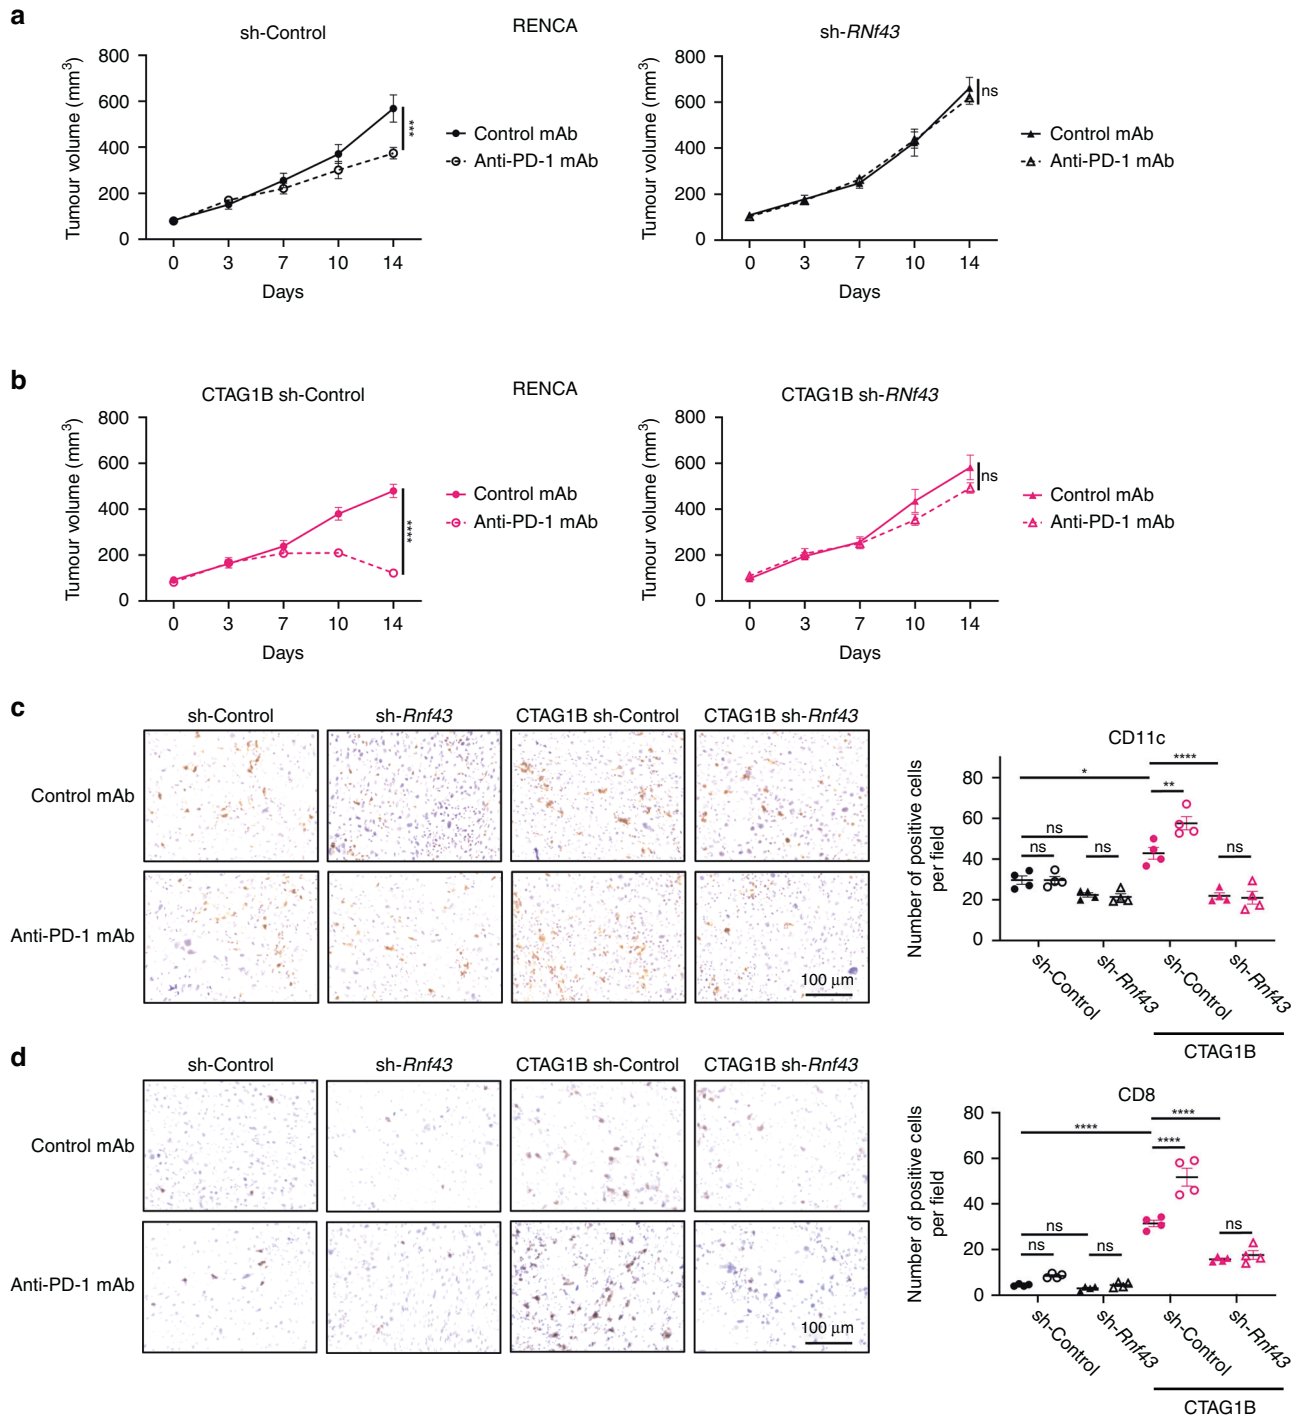 a
sh-Control
RENCA
sh-RNf43
Tumour volume (mm³)
800
600
400
200
0
0 3 7 10 14
Days
***
Control mAb
Anti-PD-1 mAb
Tumour volume (mm³)
800
600
400
200
0
0 3 7 10 14
Days
ns
Control mAb
Anti-PD-1 mAb
b
CTAG1B sh-Control
RENCA
CTAG1B sh-RNf43
Tumour volume (mm³)
800
600
400
200
0
0 3 7 10 14
Days
****
Control mAb
Anti-PD-1 mAb
Tumour volume (mm³)
800
600
400
200
0
0 3 7 10 14
Days
ns
Control mAb
Anti-PD-1 mAb
c
sh-Control sh-Rnf43 CTAG1B sh-Control CTAG1B sh-Rnf43
Control mAb
Anti-PD-1 mAb
100 μm
CD11c
Number of positive cells
per field
80
60
40
20
0
* **** **
ns ns ns ns
sh-Control sh-Rnf43 sh-Control sh-Rnf43
CTAG1B
d
sh-Control sh-Rnf43 CTAG1B sh-Control CTAG1B sh-Rnf43
Control mAb
Anti-PD-1 mAb
100 μm
CD8
Number of positive cells
per field
80
60
40
20
0
**** **** ****
ns ns ns ns
sh-Control sh-Rnf43 sh-Control sh-Rnf43
CTAG1B